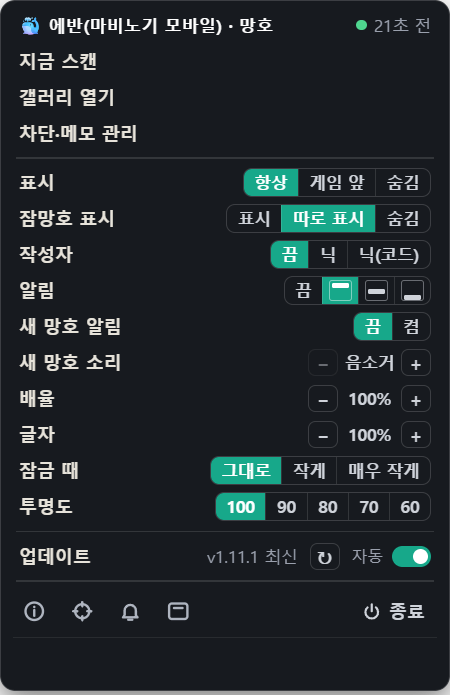 에반(마비노기 모바일) · 망호 21초 전
지금 스캔
갤러리 열기
차단·메모 관리
표시 항상 게임 앞 숨김
잠망호 표시 표시 따로 표시 숨김
작성자 끔 닉 닉(코드)
알림 끔
새 망호 알림 끔 켬
새 망호 소리 − 음소거 +
배율 − 100% +
글자 − 100% +
잠금 때 그대로 작게 매우 작게
투명도 100 90 80 70 60
업데이트 v1.11.1 최신 ↻ 자동
종료